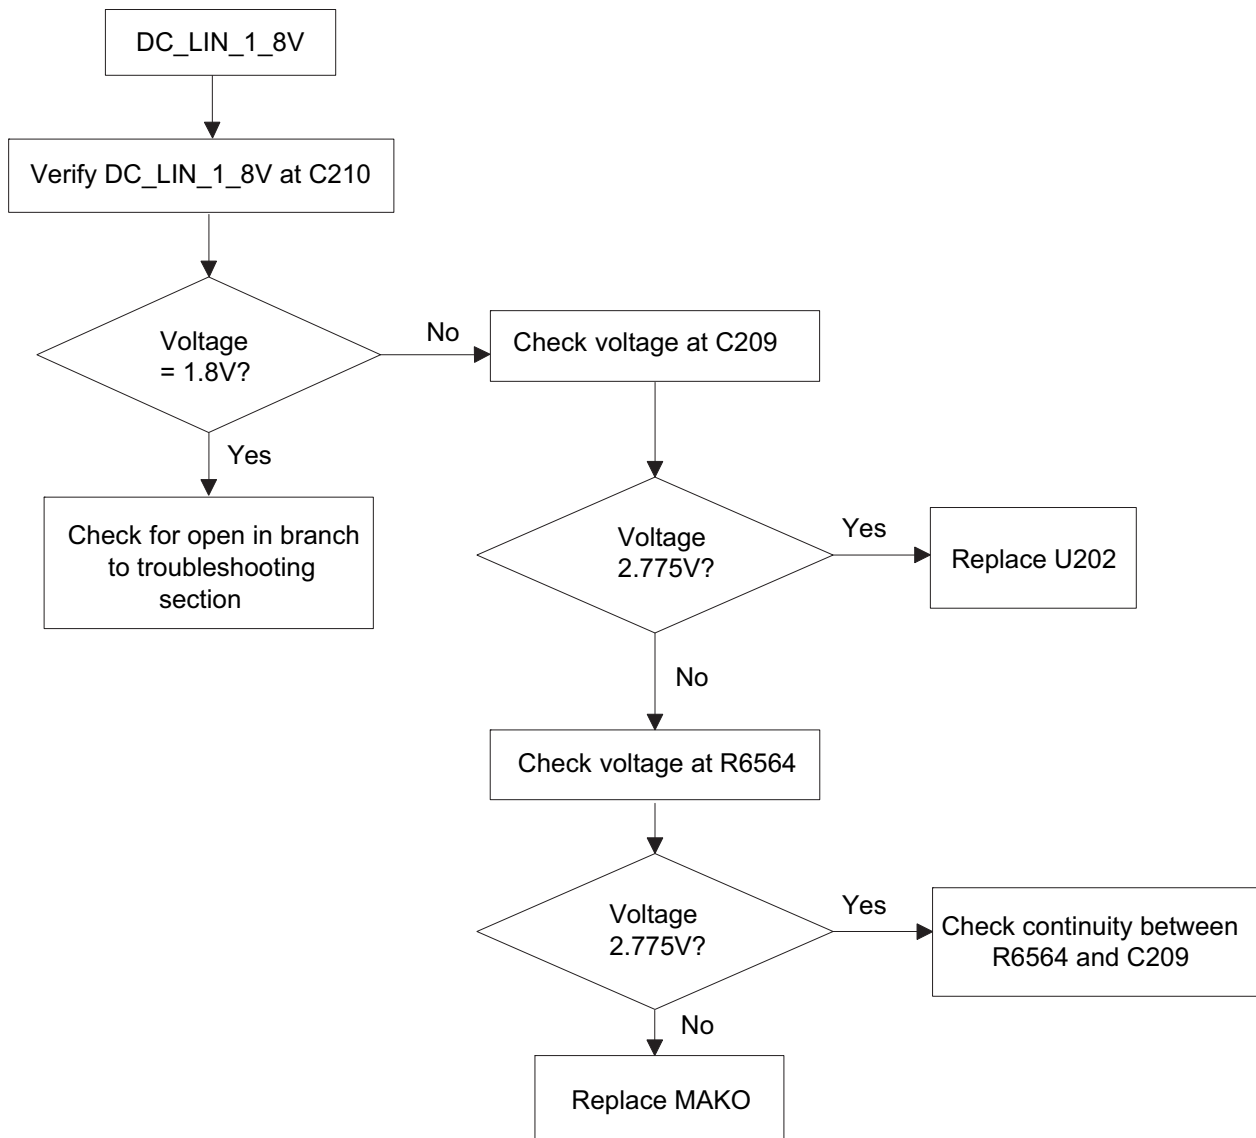 DC_LIN_1_8V
Verify DC_LIN_1_8V at C210
Voltage
= 1.8V?
No
Check voltage at C209
Yes
Check for open in branch
to troubleshooting
section
Voltage
2.775V?
Yes
Replace U202
No
Check voltage at R6564
Voltage
2.775V?
Yes
Check continuity between
R6564 and C209
No
Replace MAKO